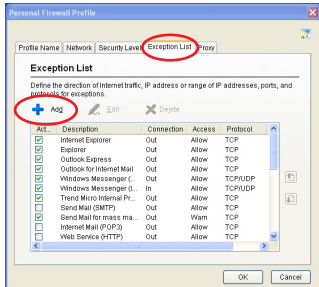 Personal Firewall Profile
Profile Name Network Security Level Exception List Proxy
Exception List
Define the direction of Internet traffic, IP address or range of IP addresses, ports, and
protocols for exceptions.
Add Edit Delete
Act... Description Connection Access Protocol
Internet Explorer Out Allow TCP
Explorer Out Allow TCP
Outlook Express Out Allow TCP
Outlook for Internet Mail Out Allow TCP
Windows Messenger (... Out Allow TCP/UDP
Windows Messenger (I... In Allow TCP/UDP
Trend Micro Internal Pr... Out Allow TCP
Send Mail (SMTP) Out Allow TCP
Send Mail for mass ma... Out Warn TCP
Internet Mail (POP3) Out Allow TCP
Web Service (HTTP) Out Allow TCP
OK Cancel